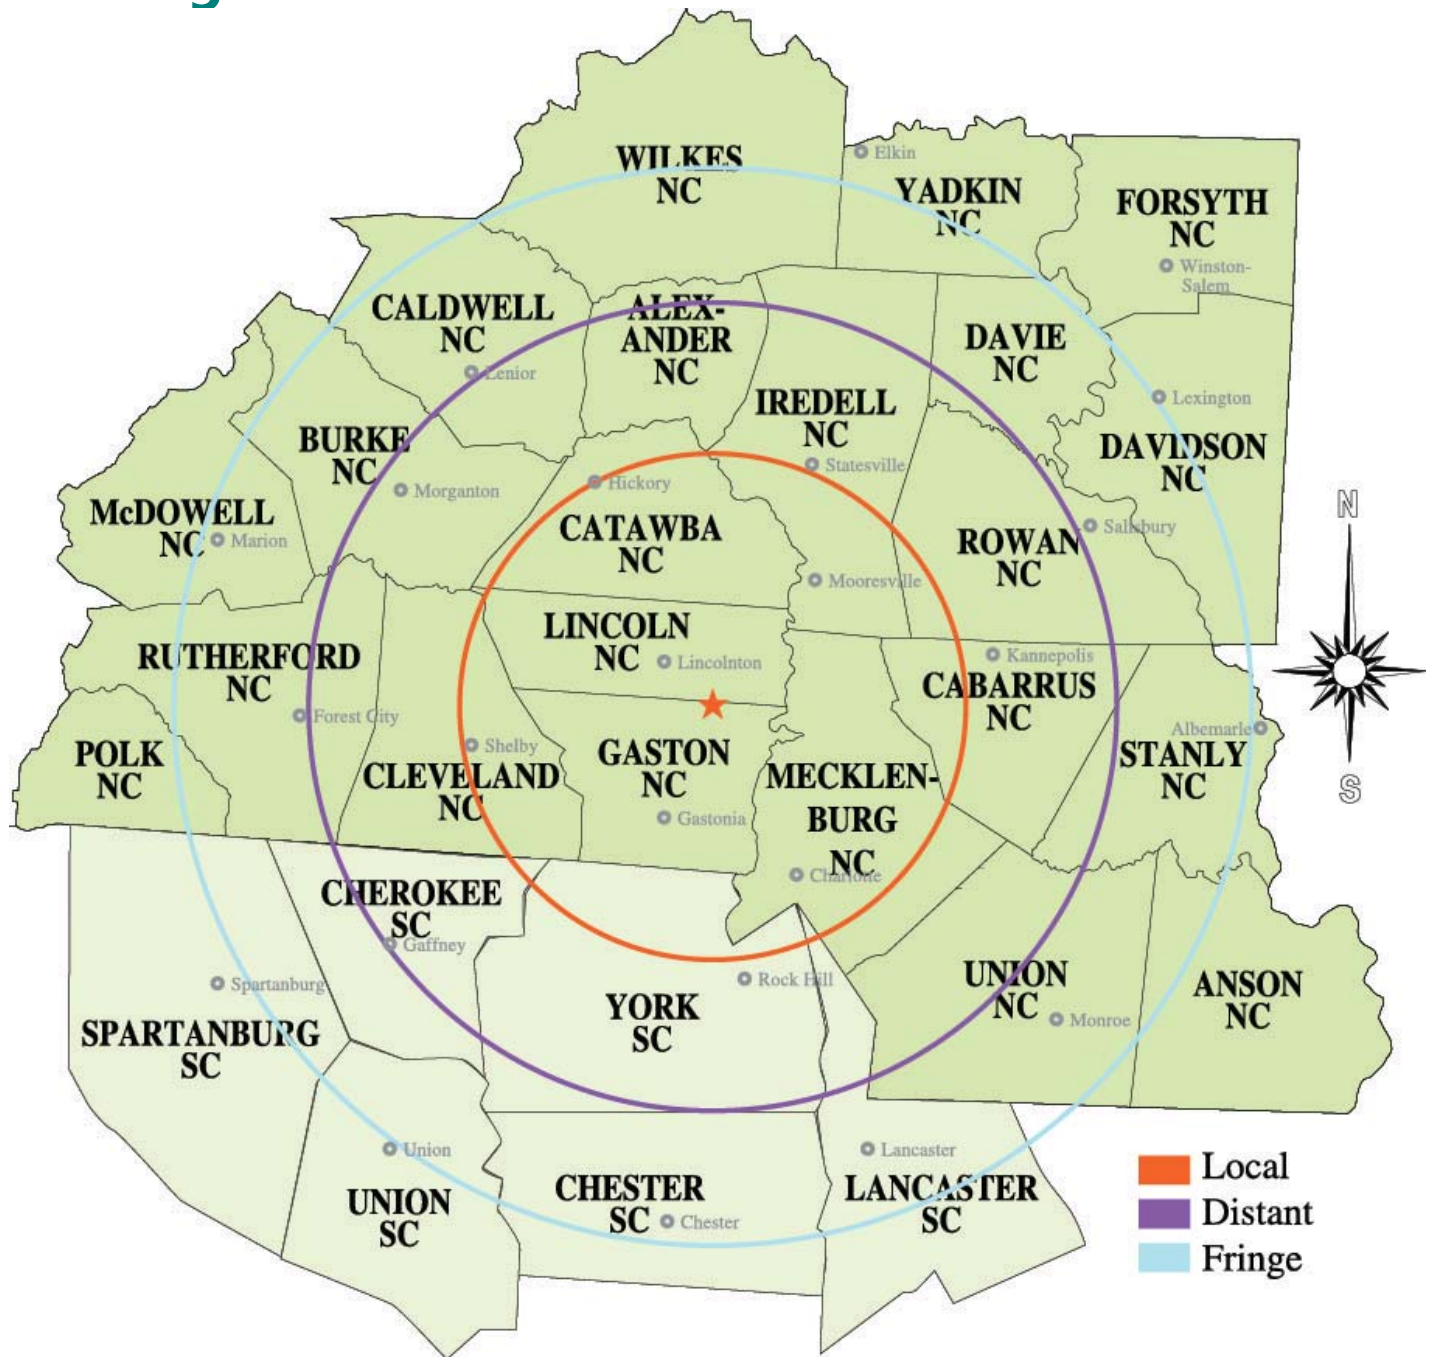 WILKES
NC
Elkin
YADKIN
NC
FORSYTH
NC
Winston-
Salem
CALDWELL
NC
Lenior
ALEX-
ANDER
NC
DAVIE
NC
IREDELL
NC
Statesville
Lexington
DAVIDSON
NC
BURKE
NC
Morganton
Hickory
CATAWBA
NC
McDOWELL
NC
Marion
Mooresville
ROWAN
NC
Salisbury
N
LINCOLN
NC
Lincolnton
RUTHERFORD
NC
Forest City
Kannepolis
CABARRUS
NC
Albemarle
STANLY
NC
POLK
NC
Shelby
CLEVELAND
NC
GASTON
NC
Gastonia
MECKLEN-
BURG
NC
Charlotte
S
CHEROKEE
SC
Gaffney
Spartanburg
SPARTANBURG
SC
Rock Hill
YORK
SC
UNION
NC
Monroe
ANSON
NC
Union
UNION
SC
CHESTER
SC
Chester
Lancaster
LANCASTER
SC
Local
Distant
Fringe